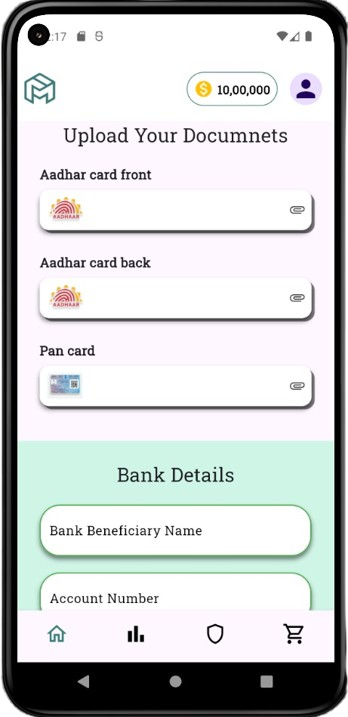 :17
10,00,000
Upload Your Documnets
Aadhar card front
AADHAAR
Aadhar card back
AADHAAR
Pan card
Bank Details
Bank Beneficiary Name
Account Number